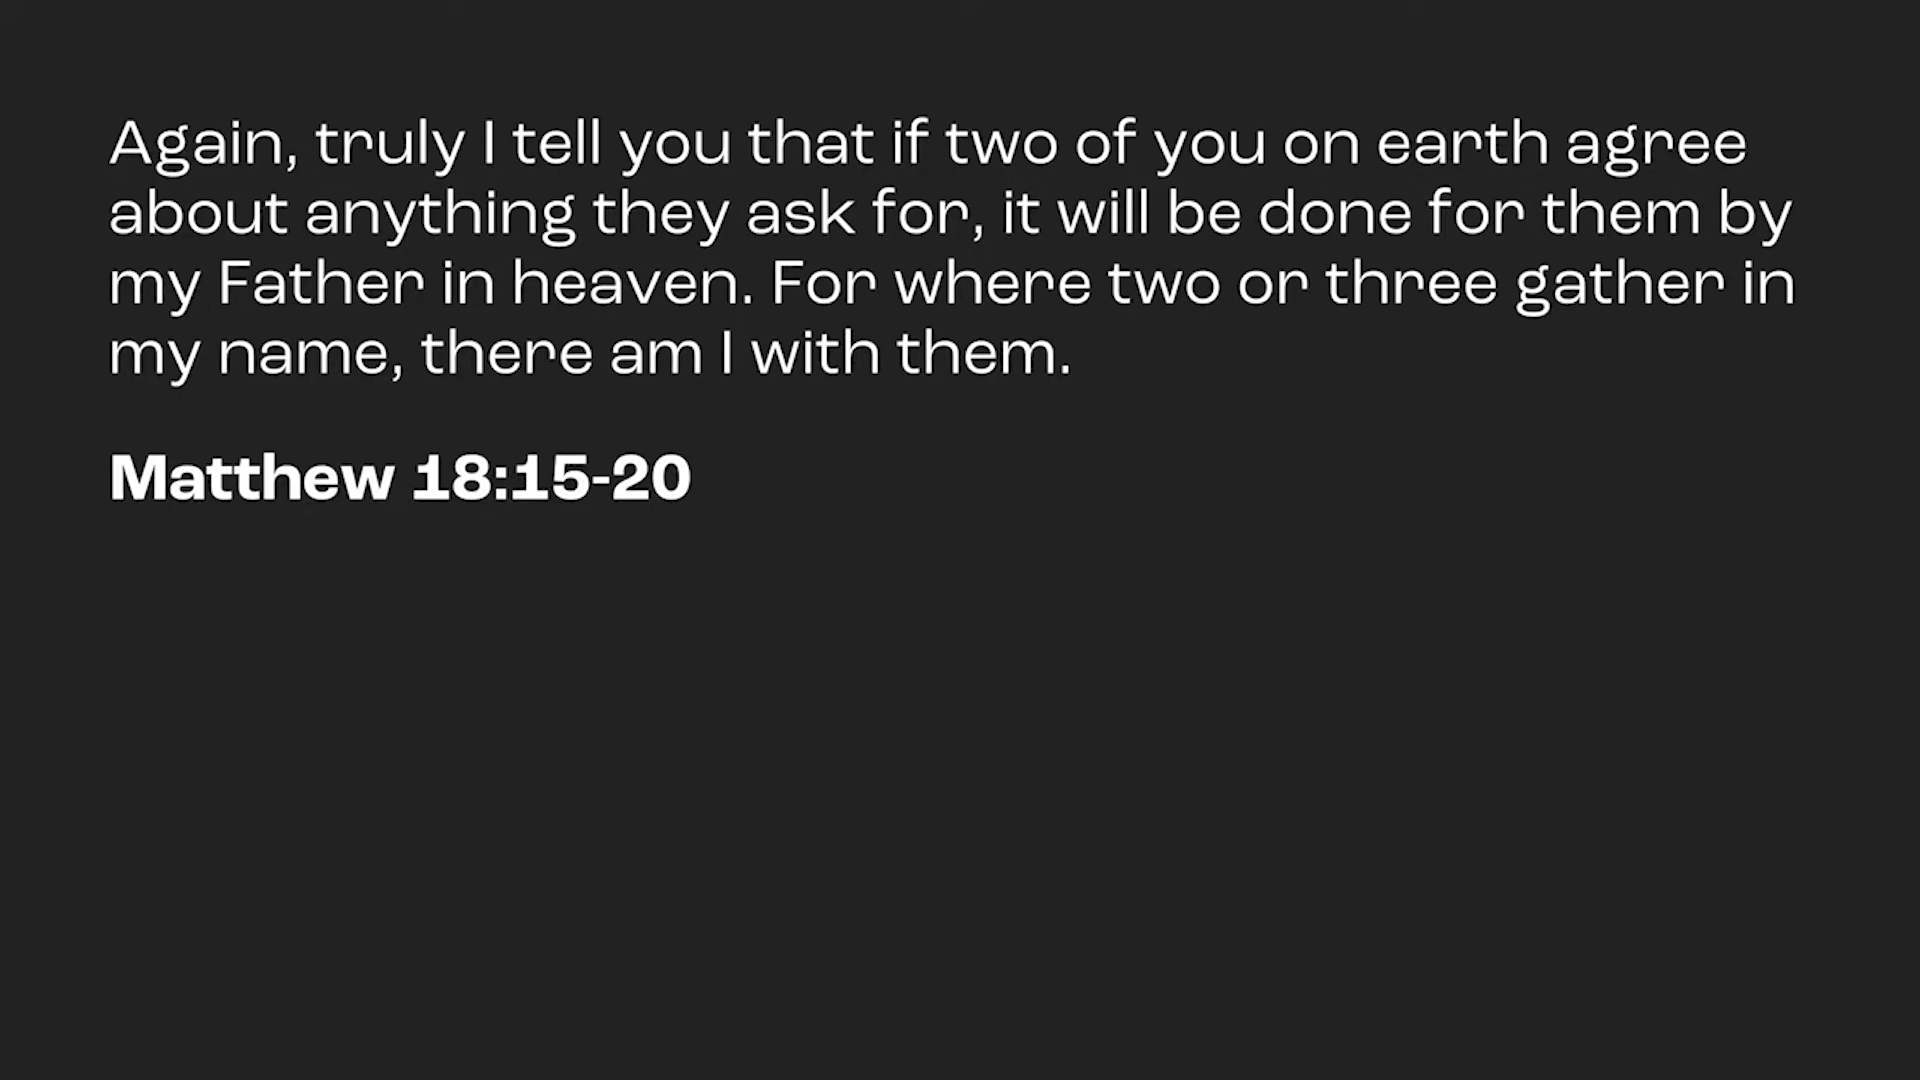 Again, truly I tell you that if two of you on earth agree
about anything they ask for, it will be done for them by
my Father in heaven. For where two or three gather in
my name, there am I with them.
Matthew 18:15-20